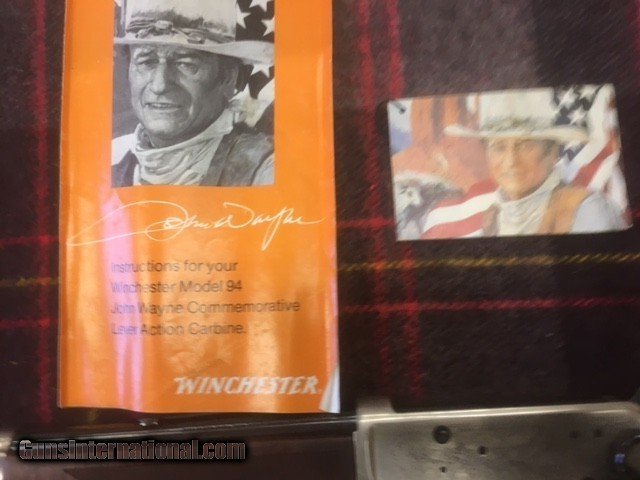 John Wayne
Instructions for your
Winchester Model 94
John Wayne Commemorative
Lever Action Carbine.
WINCHESTER
GunsInternational.com